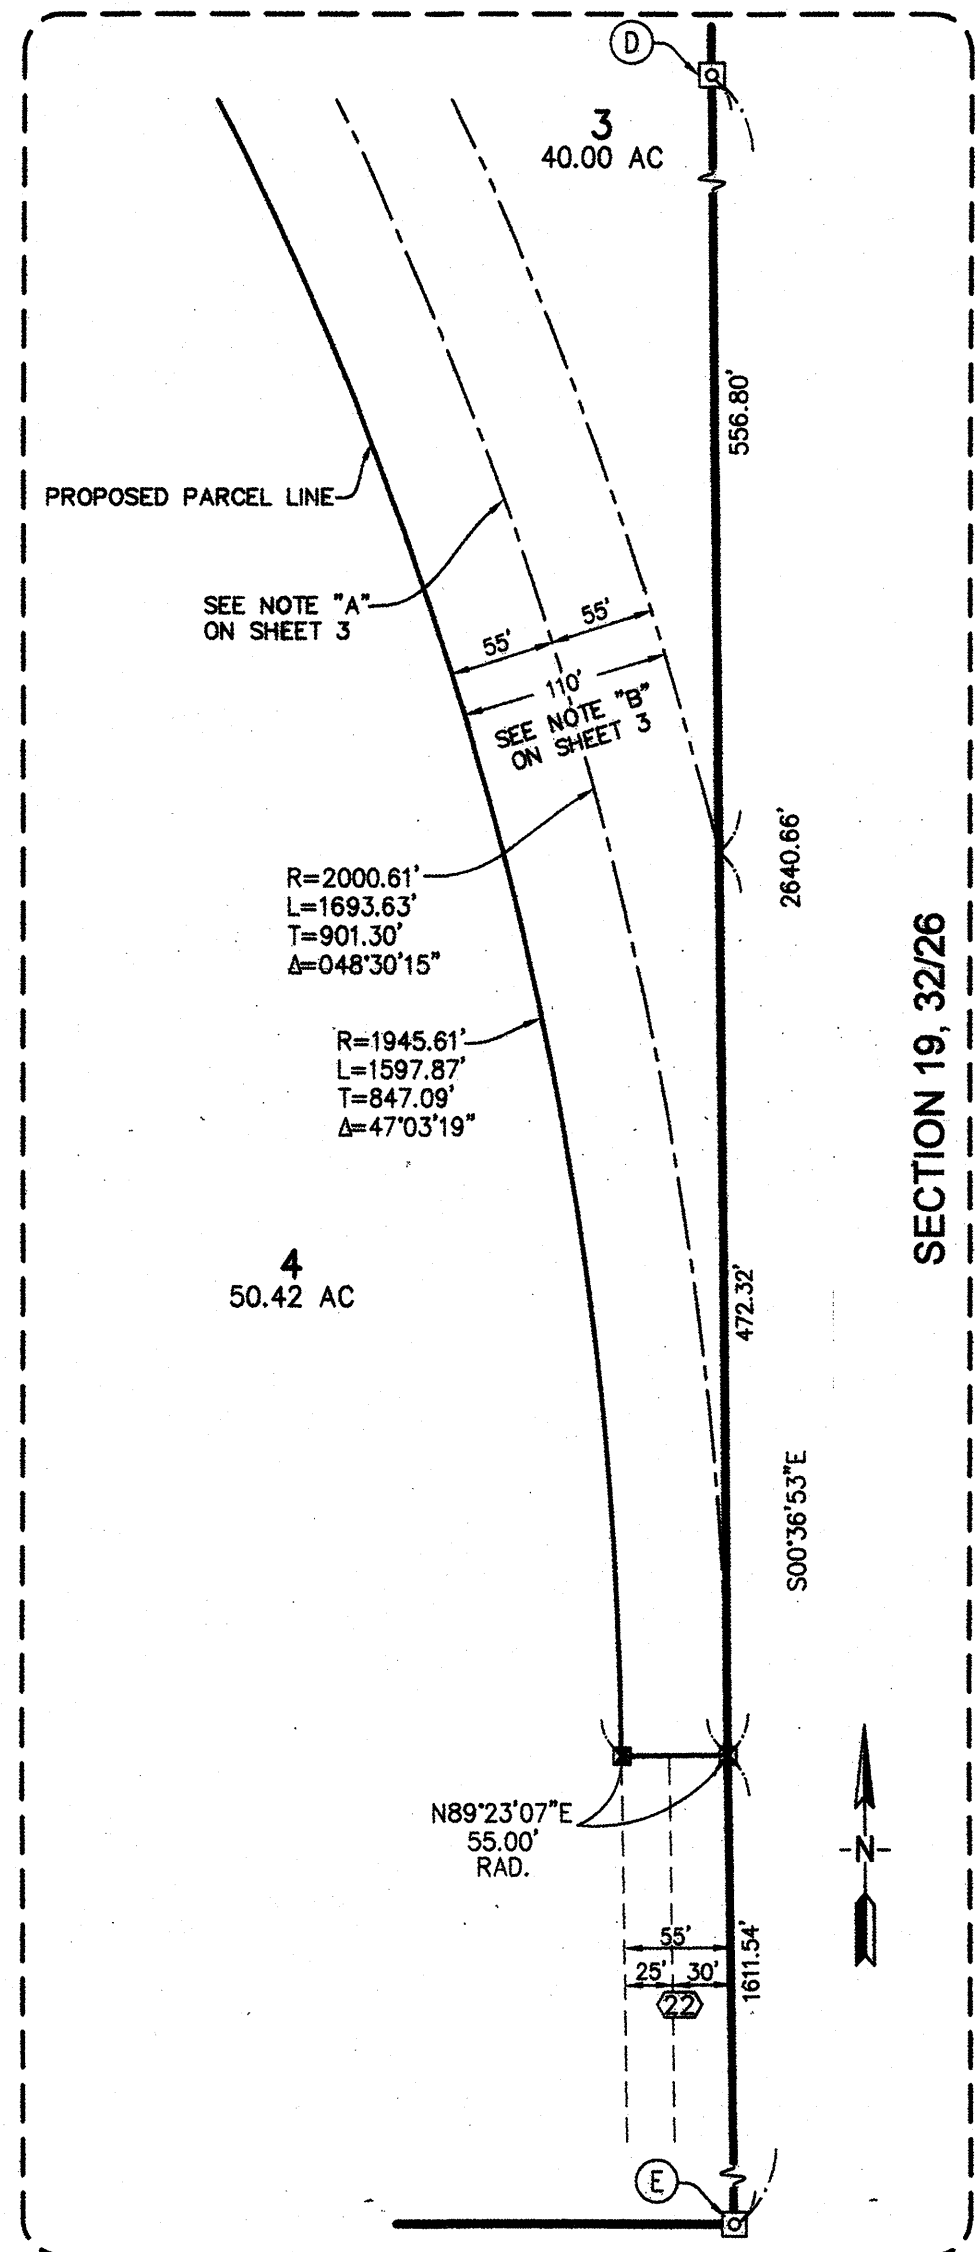 D
3
40.00 AC
556.80'
PROPOSED PARCEL LINE
SEE NOTE "A"
ON SHEET 3
55'
55'
110'
SEE NOTE "B"
ON SHEET 3
2640.66'
R=2000.61'
L=1693.63'
T=901.30'
Δ=048°30'15"
SECTION 19, 32/26
R=1945.61'
L=1597.87'
T=847.09'
Δ=47°03'19"
4
50.42 AC
472.32'
S00°36'53"E
N89°23'07"E
55.00'
RAD.
N
55'
25'
30'
22
1611.54'
E